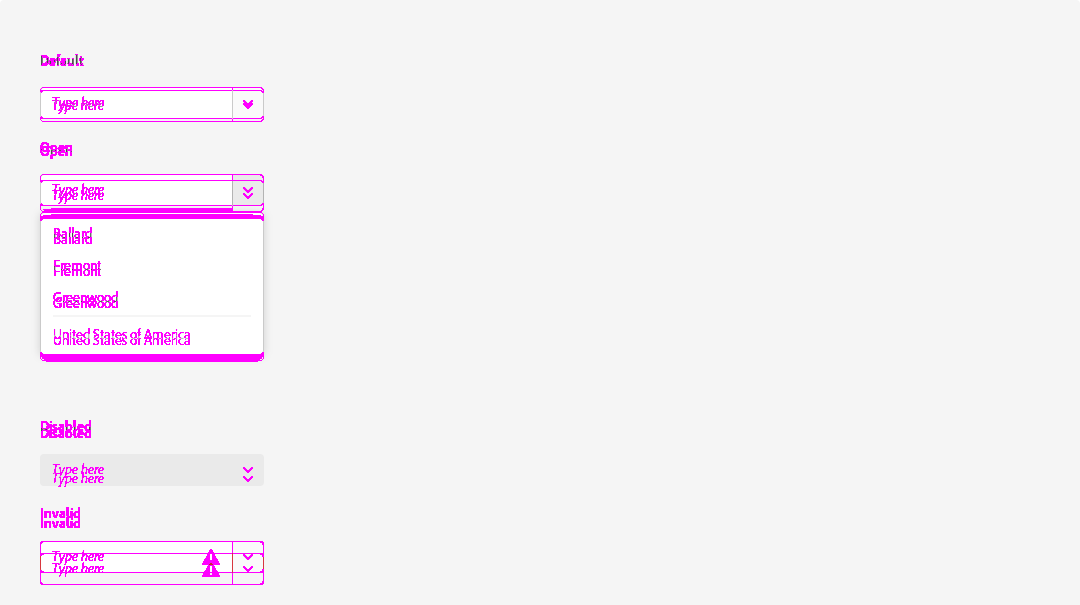 Default
Type here
Open
Type here
Ballard
Fremont
Greenwood
United States of America
Disabled
Type here
Invalid
Type here